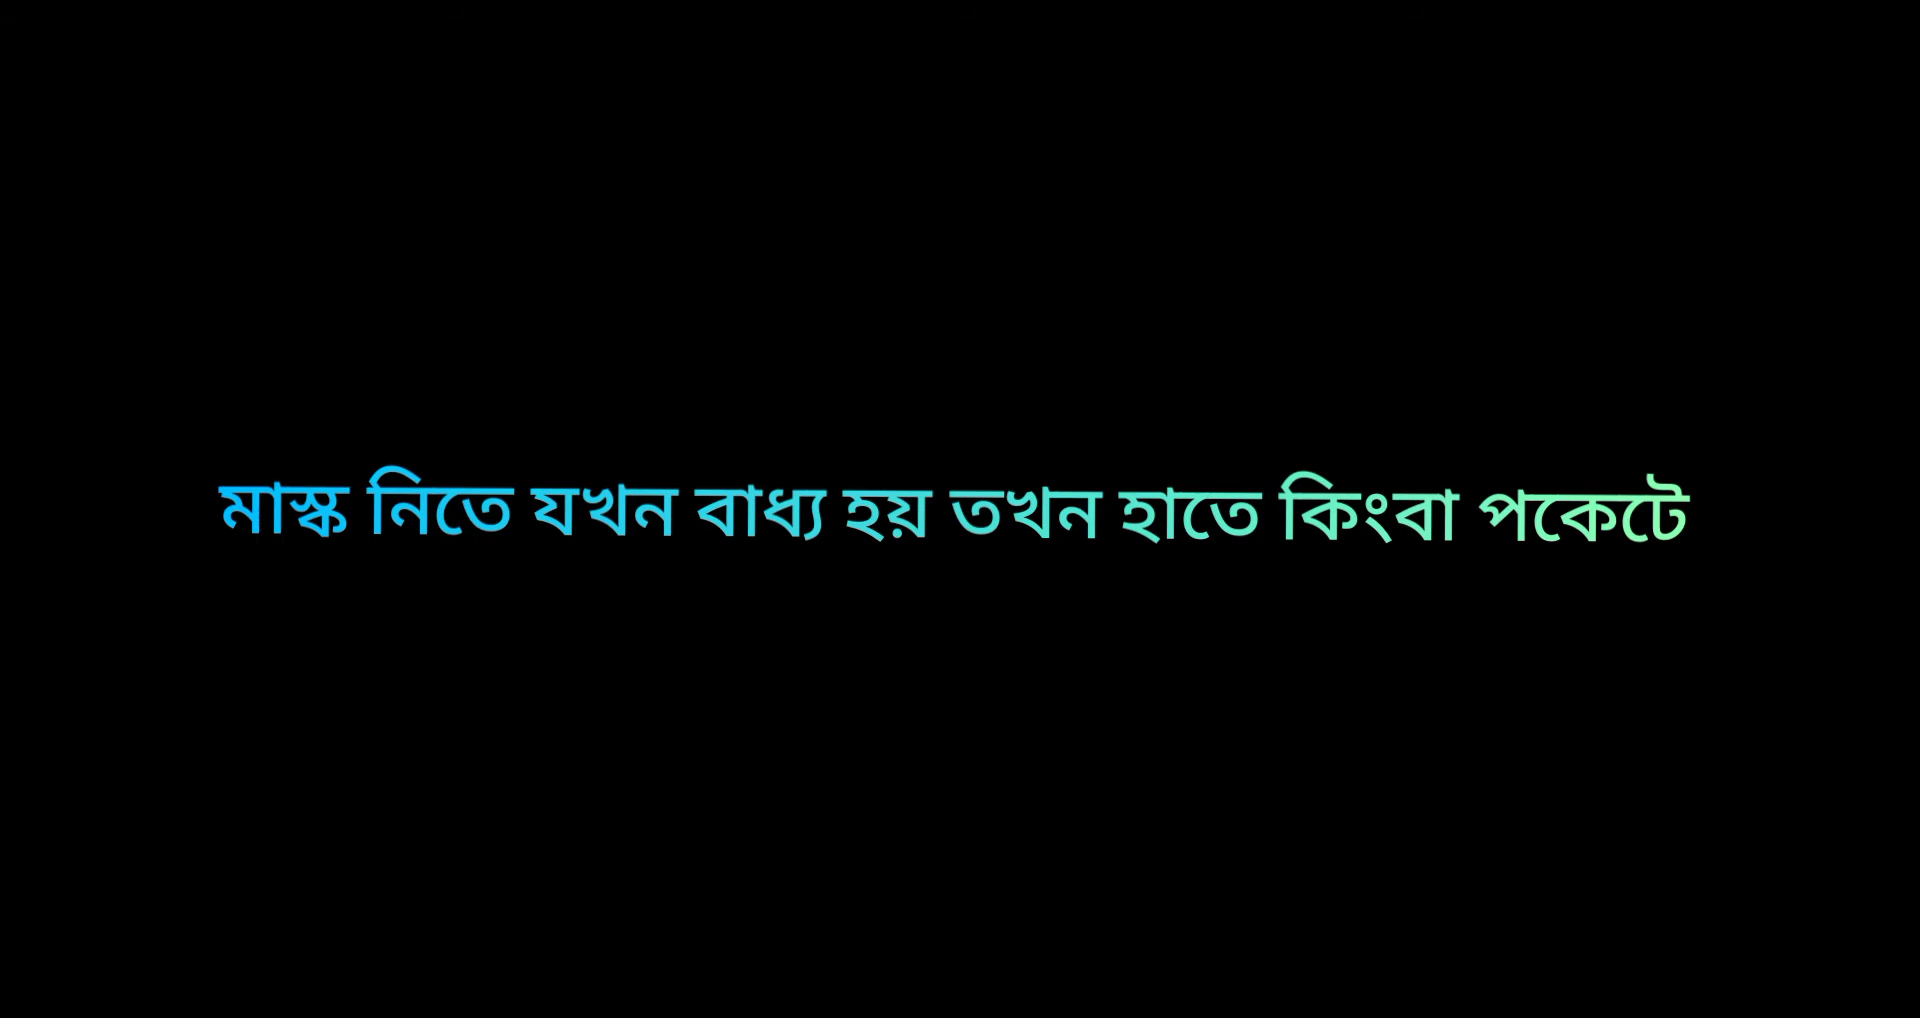 মাস্ক নিতে যখন বাধ্য হয় তখন হাতে কিংবা পকেটে